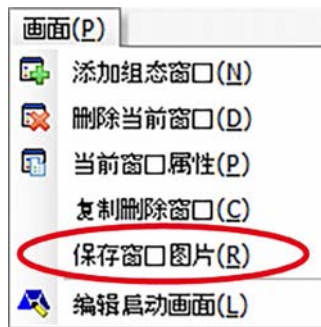 画面(P)
添加组态窗口(N)
删除当前窗口(D)
当前窗口属性(P)
复制删除窗口(C)
保存窗口图片(R)
编辑启动画面(L)